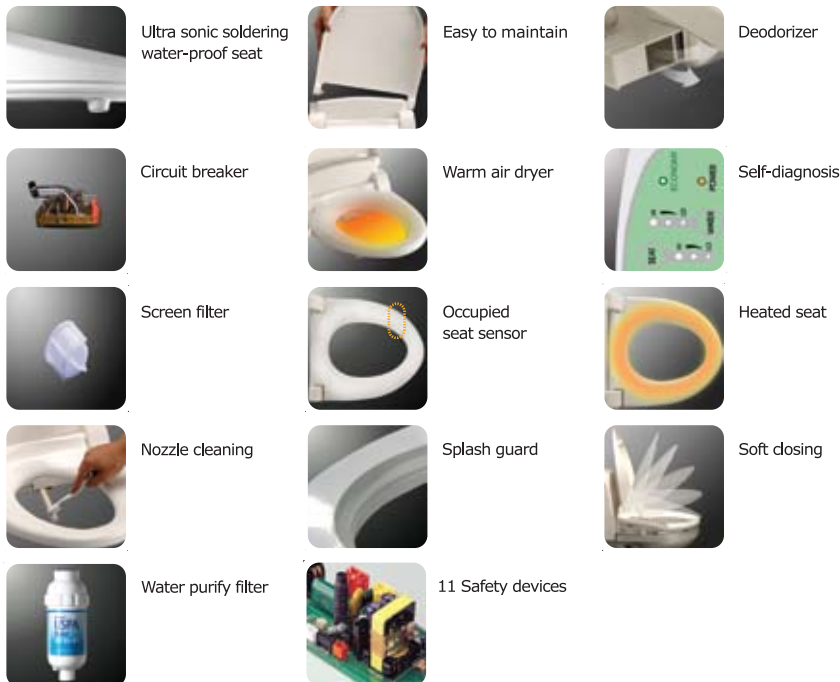 Ultra sonic soldering
water-proof seat
Easy to maintain
Deodorizer
Circuit breaker
Warm air dryer
Self-diagnosis
ECONOMY
POWER
SEAT
WATER
Screen filter
Occupied
seat sensor
Heated seat
Nozzle cleaning
Splash guard
Soft closing
Water purify filter
11 Safety devices